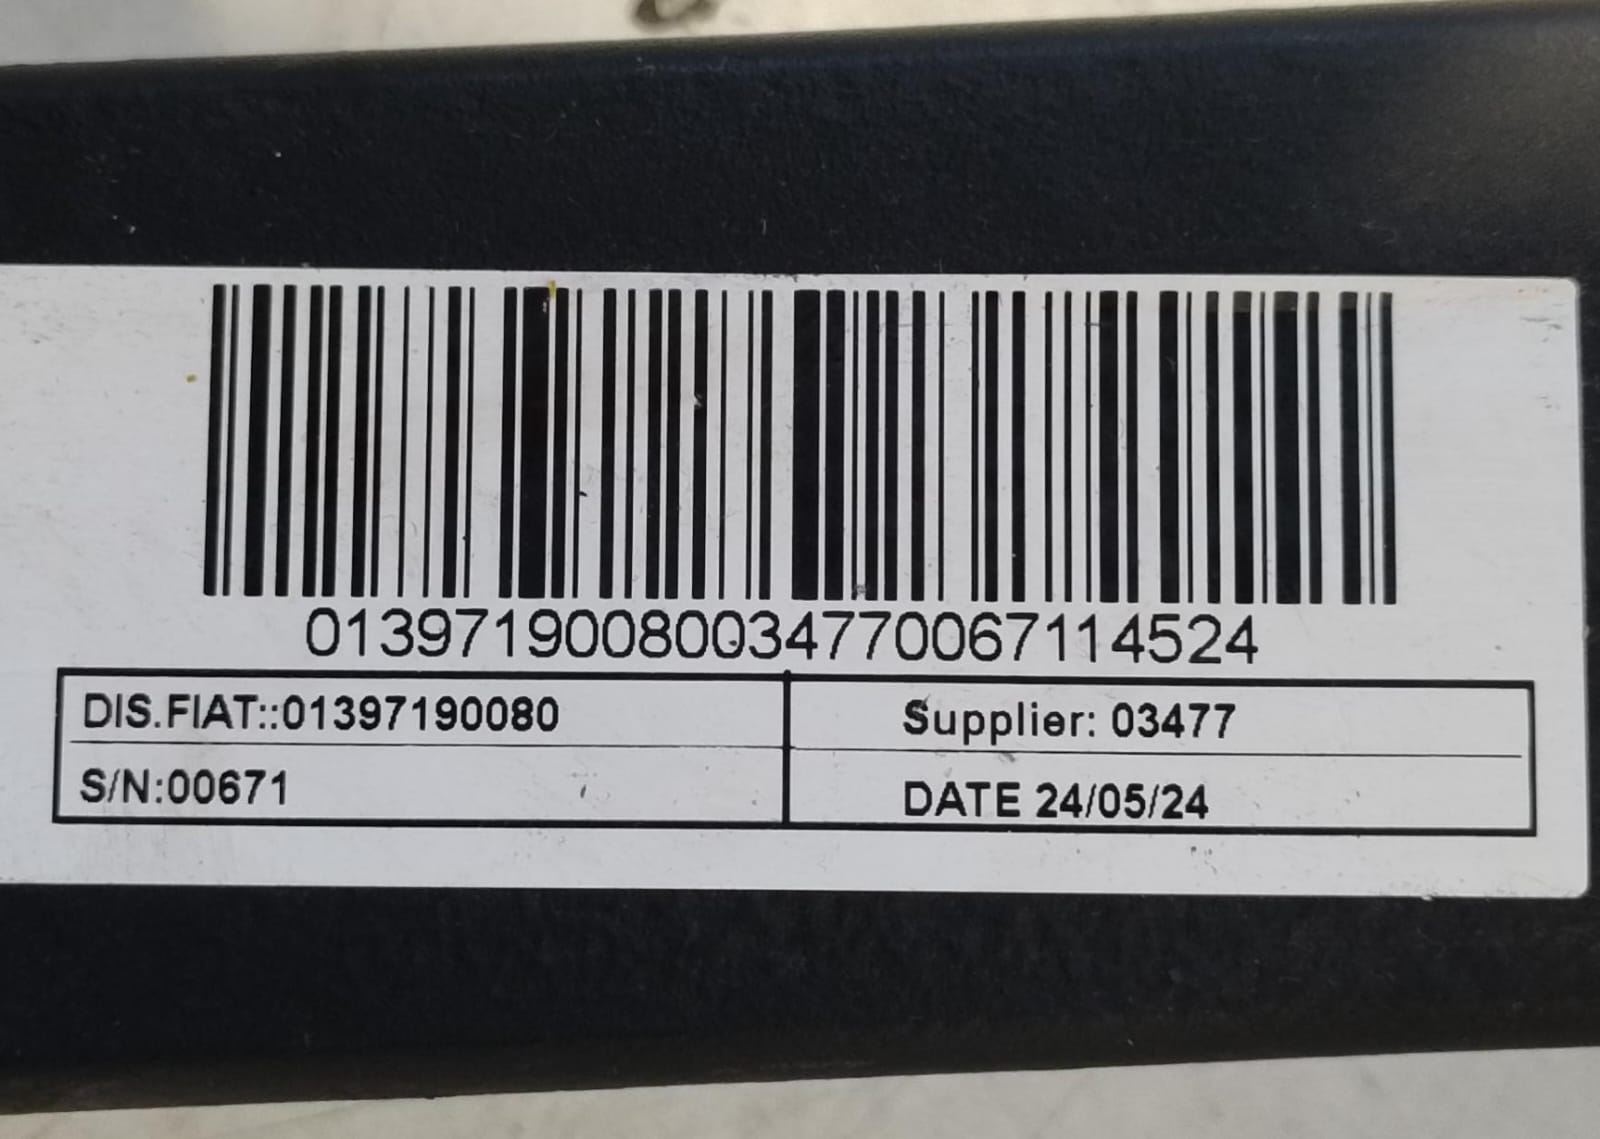 01397190080034770067114524
DIS.FIAT::01397190080
Supplier: 03477
S/N:00671
DATE 24/05/24